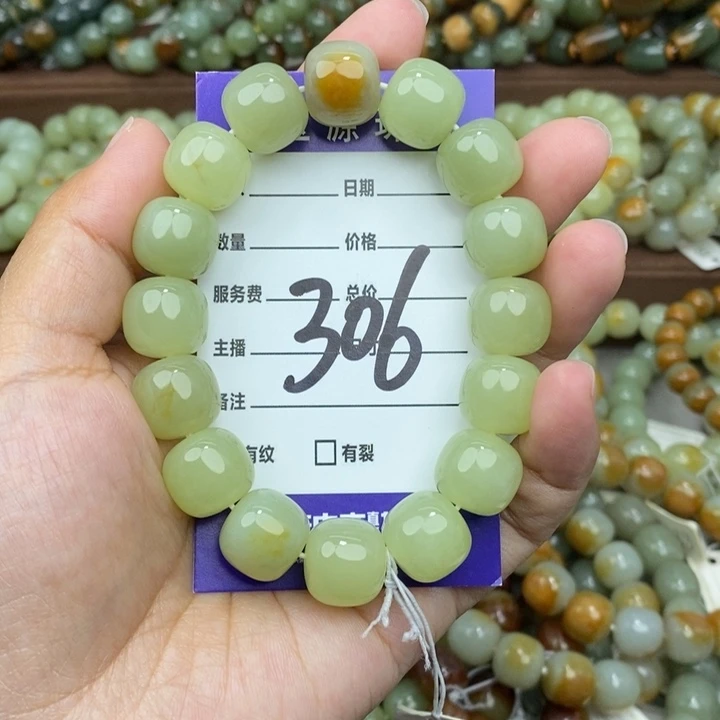 日期
数量 价格
服务费 总价
主播
备注
有纹 □有裂
306